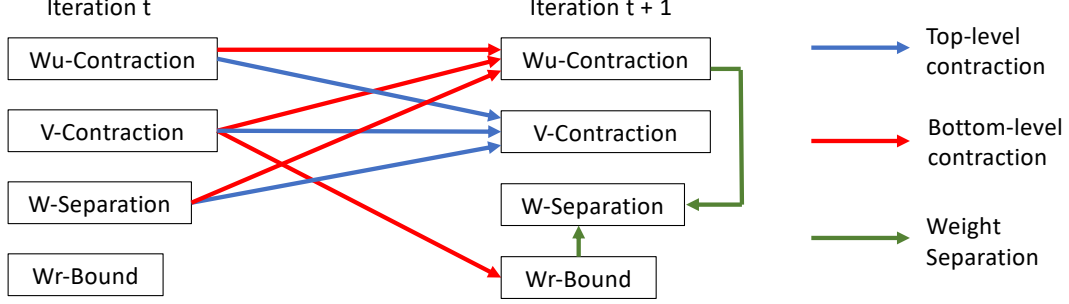 Iteration t
Iteration t + 1
Wu-Contraction
V-Contraction
W-Separation
Wr-Bound
Wu-Contraction
V-Contraction
W-Separation
Wr-Bound
Top-level
contraction
Bottom-level
contraction
Weight
Separation